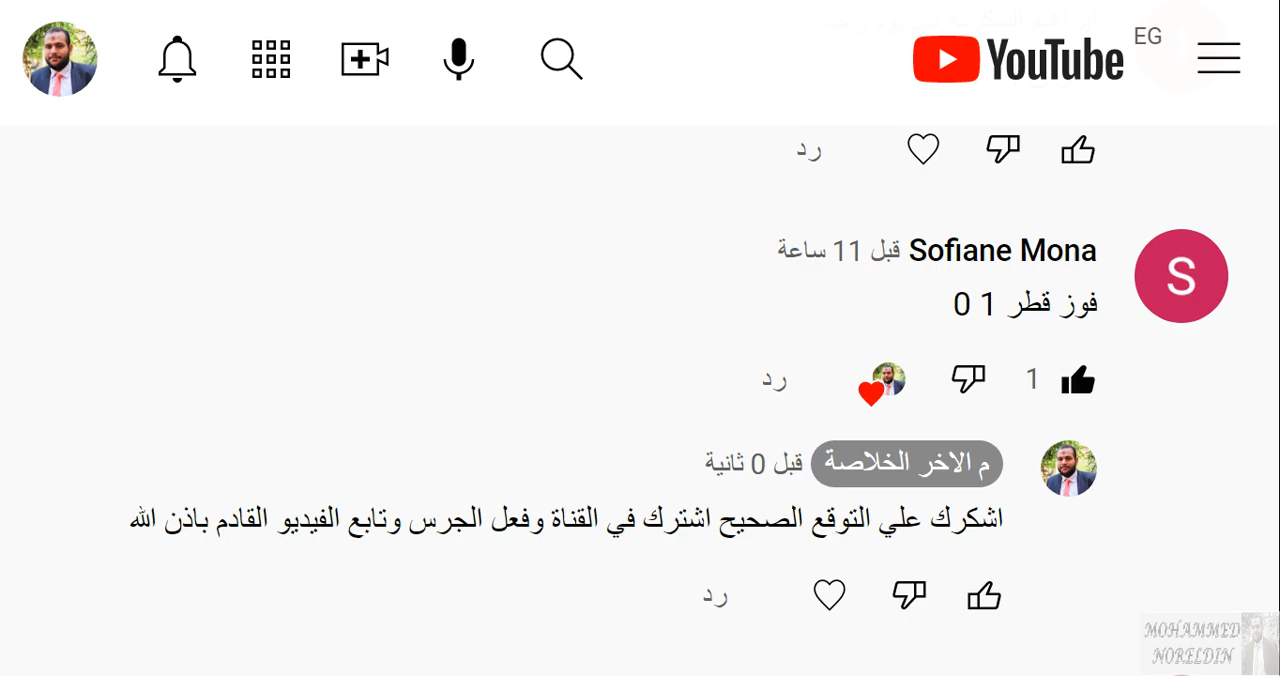 YouTube EG
رد
Sofiane Mona قبل 11 ساعة
S
فوز قطر 1 0
1
رد
م الاخر الخلاصة قبل 0 ثانية
اشكرك علي التوقع الصحيح اشترك في القناة وفعل الجرس وتابع الفيديو القادم باذن الله
رد
MOHAMMED
NORELDIN